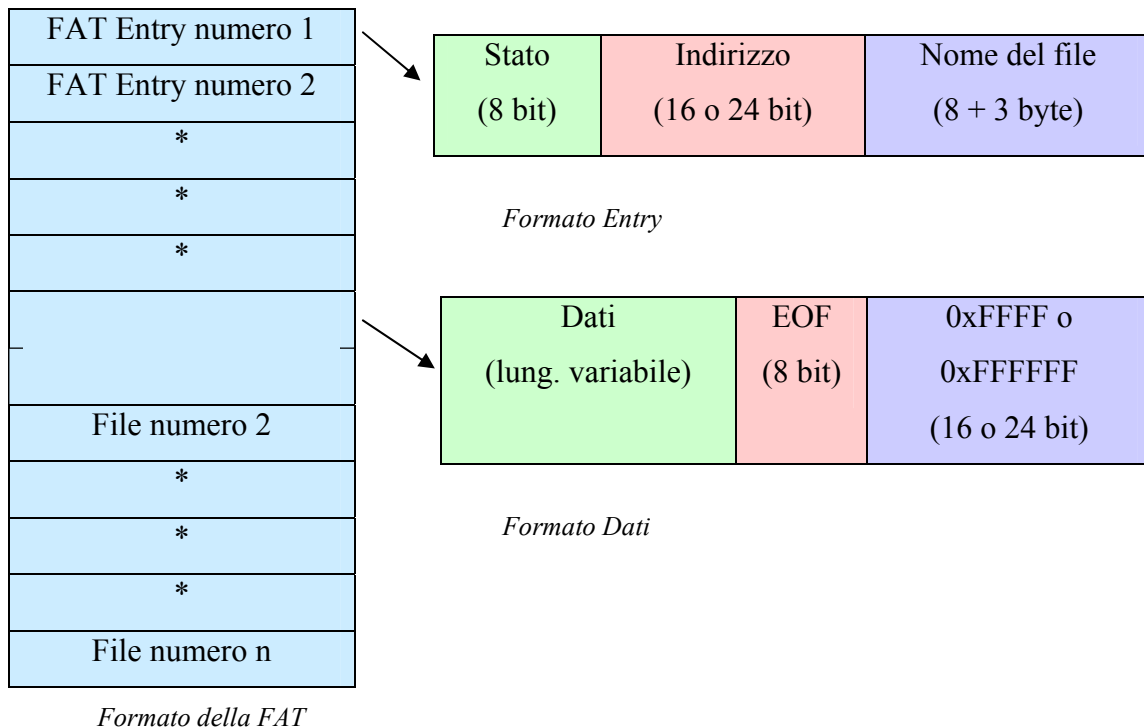 FAT Entry numero 1
FAT Entry numero 2
*
*
*
File numero 2
*
*
*
File numero n
Formato della FAT
Stato
(8 bit)
Indirizzo
(16 o 24 bit)
Nome del file
(8 + 3 byte)
Formato Entry
Dati
(lung. variabile)
EOF
(8 bit)
0xFFFF o
0xFFFFFF
(16 o 24 bit)
Formato Dati